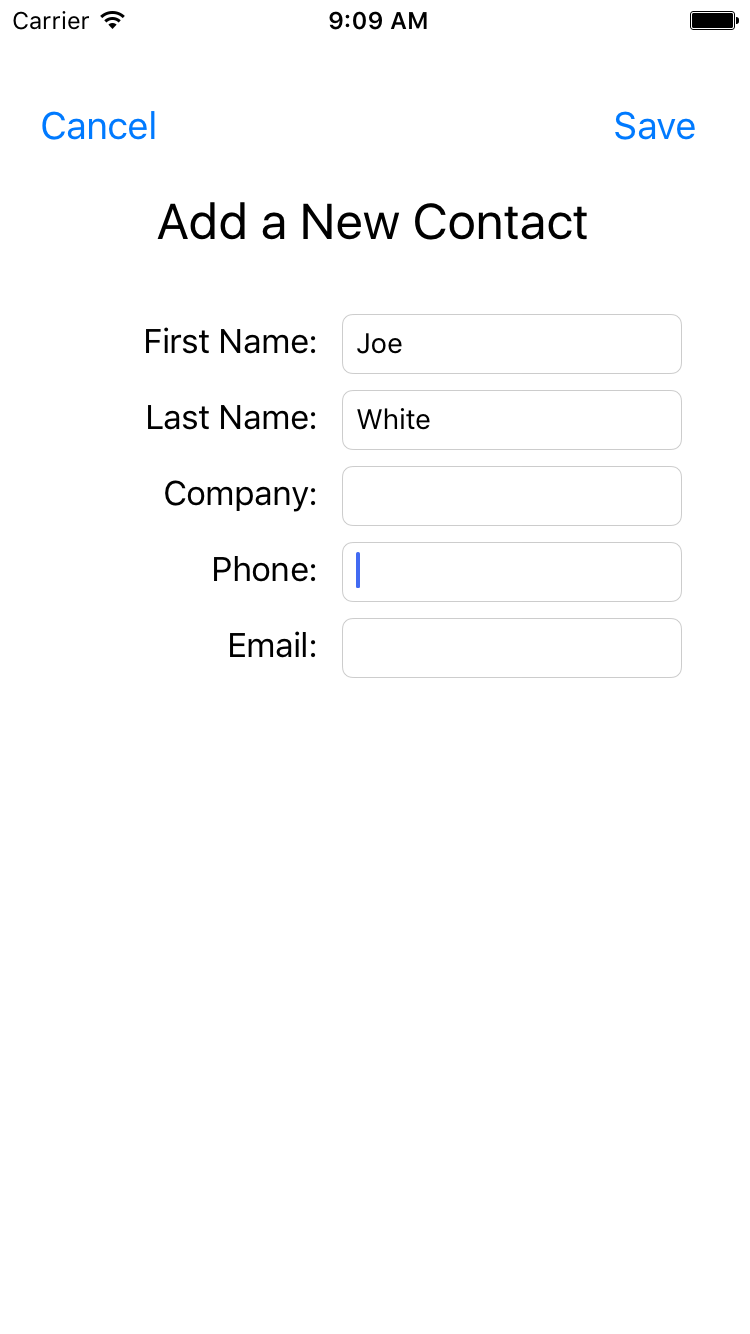 Carrier 9:09 AM
Cancel Save
Add a New Contact
First Name: Joe
Last Name: White
Company:
Phone:
Email: